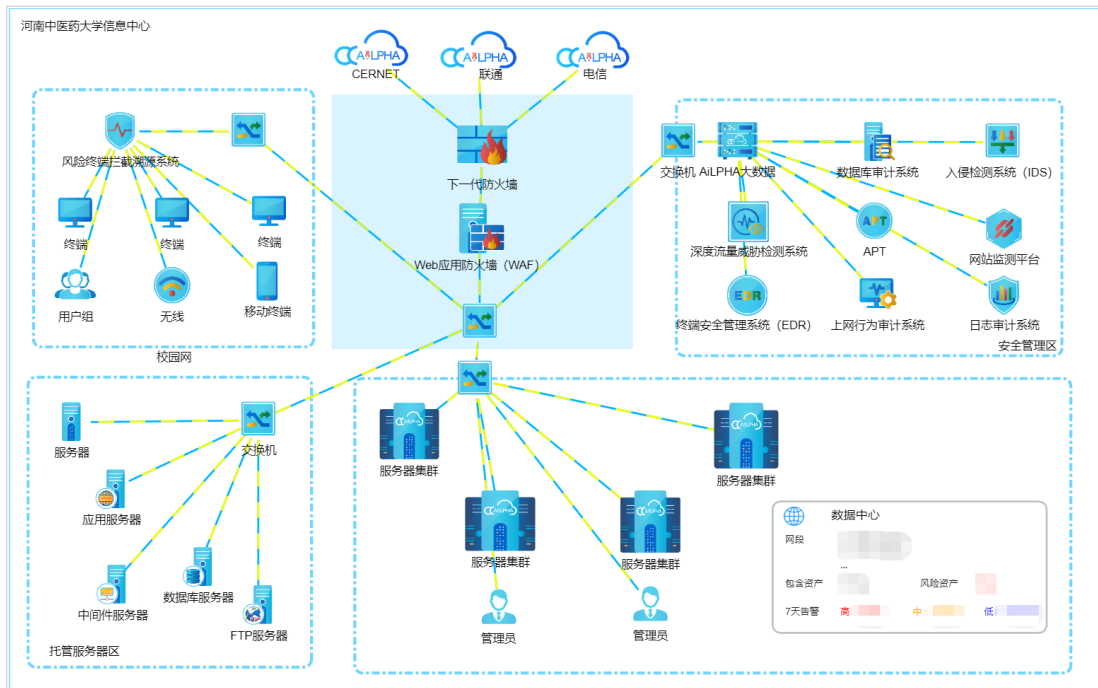 河南中医药大学信息中心
AiLPHA
AiLPHA
AiLPHA
CERNET
联通
电信
风险终端拦截溯源系统
下一代防火墙
Web应用防火墙（WAF）
终端
终端
终端
用户组
无线
移动终端
校园网
交换机
AiLPHA大数据
数据库审计系统
入侵检测系统（IDS）
深度流量威胁检测系统
APT
APT
网站监测平台
EDR
终端安全管理系统（EDR）
上网行为审计系统
日志审计系统
安全管理区
服务器
交换机
应用服务器
中间件服务器
数据库服务器
FTP服务器
托管服务器区
AiLPHA
服务器集群
AiLPHA
服务器集群
AiLPHA
服务器集群
AiLPHA
服务器集群
管理员
管理员
数据中心
网段
...
包含资产
风险资产
7天告警
高
中:
低